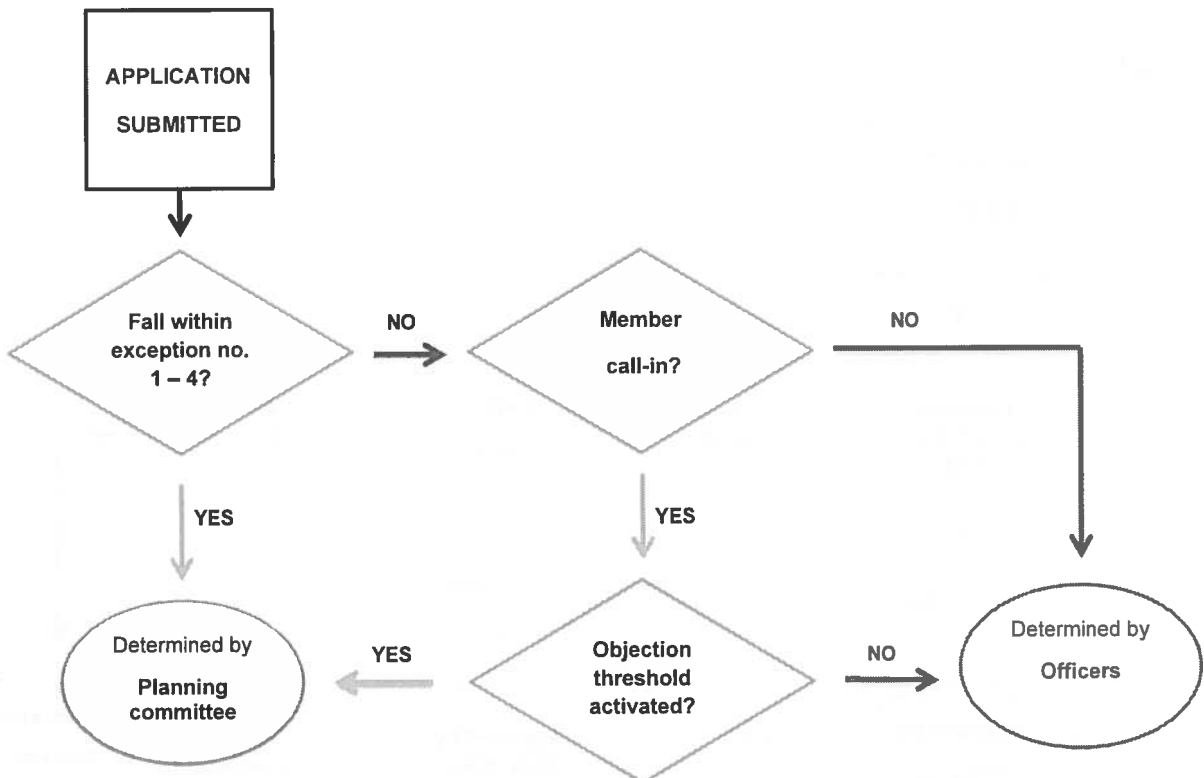 APPLICATION
SUBMITTED
Fall within
exception no.
1 – 4?
NO
Member
call-in?
NO
YES
YES
Determined by
Planning
committee
YES
Objection
threshold
activated?
NO
Determined by
Officers